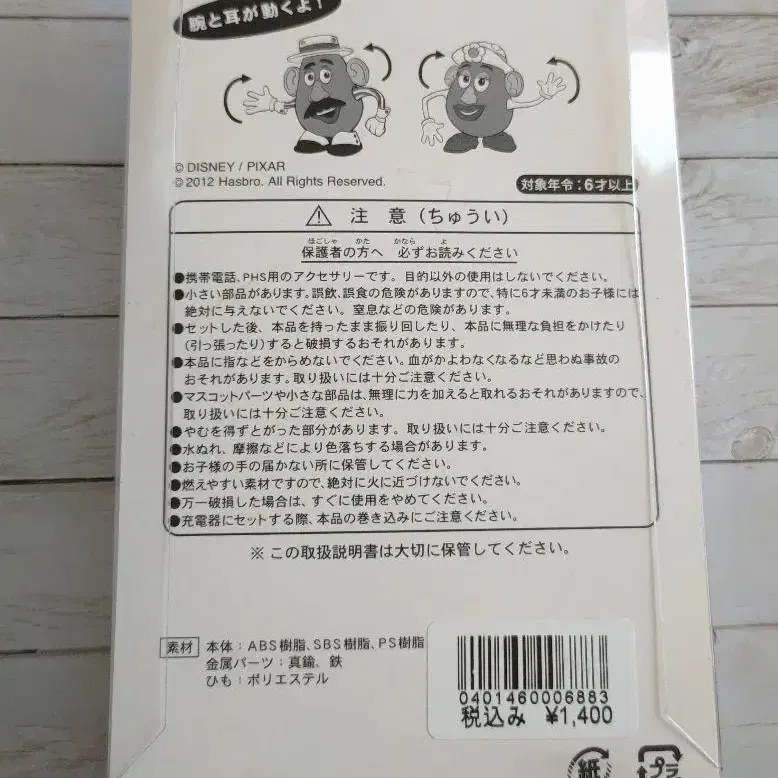 腕と耳が動くよ!
© DISNEY / PIXAR
© 2012 Hasbro. All Rights Reserved.
対象年令:6才以上
⚠ 注 意(ちゅうい)
ほごしゃ かた かなら よ
保護者の方へ 必ずお読みください
●携帯電話、PHS用のアクセサリーです。目的以外の使用はしないでください。
●小さい部品があります。誤飲、誤食の危険がありますので、特に6才未満のお子様には
絶対に与えないでください。窒息などの危険があります。
●セットした後、本品を持ったまま振り回したり、本品に無理な負担をかけたり
(引っ張ったり)すると破損するおそれがあります。
●本品に指などをからめないでください。血がかよわなくなるなど思わぬ事故の
おそれがあります。取り扱いには十分ご注意ください。
●マスコットパーツや小さな部品は、無理に力を加えると取れるおそれがありますので、
取り扱いには十分ご注意ください。
●やむを得ずとがった部分があります。取り扱いには十分ご注意ください。
●水ぬれ、摩擦などにより色落ちする場合があります。
●お子様の手の届かない所に保管してください。
●燃えやすい素材ですので、絶対に火に近づけないでください。
●万一破損した場合は、すぐに使用をやめてください。
●充電器にセットする際、本品の巻き込みにご注意ください。
※ この取扱説明書は大切に保管してください。
素材 本体:ABS樹脂、SBS樹脂、PS樹脂
金属パーツ:真鍮、鉄
ひも:ポリエステル
0401460006883
税込み ¥1,400
紙
プラ